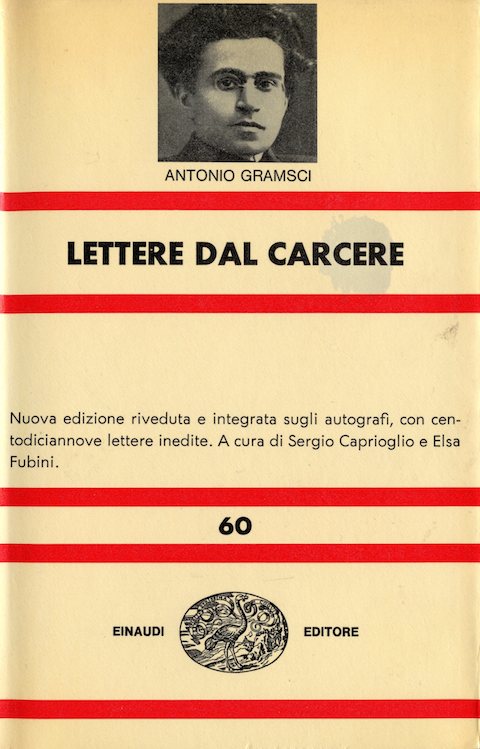 ANTONIO GRAMSCI
LETTERE DAL CARCERE
Nuova edizione riveduta e integrata sugli autografi, con cen-
todiciannove lettere inedite. A cura di Sergio Caprioglio e Elsa
Fubini.
60
EINAUDI EDITORE